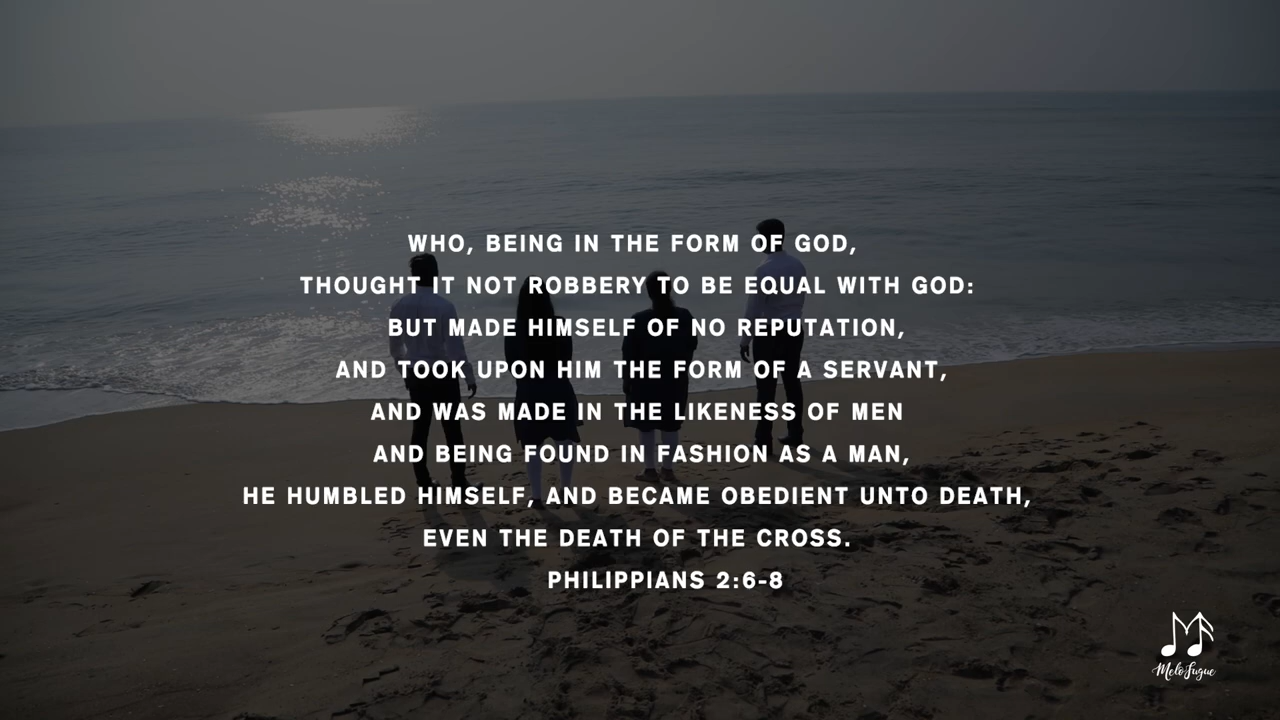 WHO, BEING IN THE FORM OF GOD,
THOUGHT IT NOT ROBBERY TO BE EQUAL WITH GOD:
BUT MADE HIMSELF OF NO REPUTATION,
AND TOOK UPON HIM THE FORM OF A SERVANT,
AND WAS MADE IN THE LIKENESS OF MEN
AND BEING FOUND IN FASHION AS A MAN,
HE HUMBLED HIMSELF, AND BECAME OBEDIENT UNTO DEATH,
EVEN THE DEATH OF THE CROSS.
PHILIPPIANS 2:6-8
MeloFugue